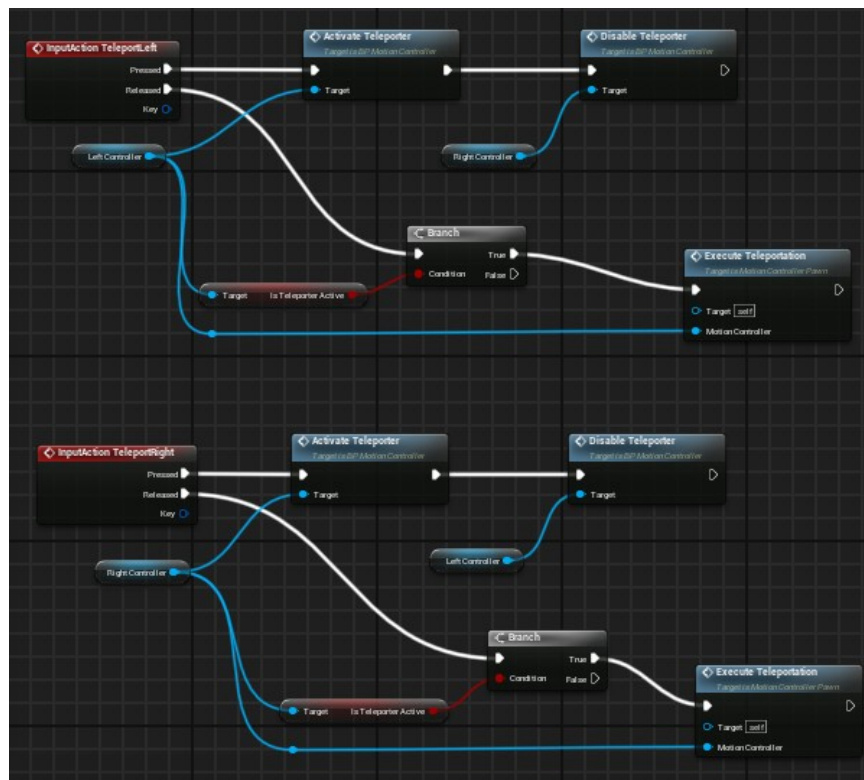 InputAction TeleportLeft
Pressed
Released
Key
Activate Teleporter
Target is BP Motion Controller
Target
Disable Teleporter
Target is BP Motion Controller
Target
Left Controller
Right Controller
Branch
True
Condition
False
Target
Is Teleporter Active
Execute Teleportation
Target is Motion Controller Pawn
Target self
Motion Controller
InputAction TeleportRight
Pressed
Released
Key
Activate Teleporter
Target is BP Motion Controller
Target
Disable Teleporter
Target is BP Motion Controller
Target
Right Controller
Left Controller
Branch
True
Condition
False
Target
Is Teleporter Active
Execute Teleportation
Target is Motion Controller Pawn
Target self
Motion Controller